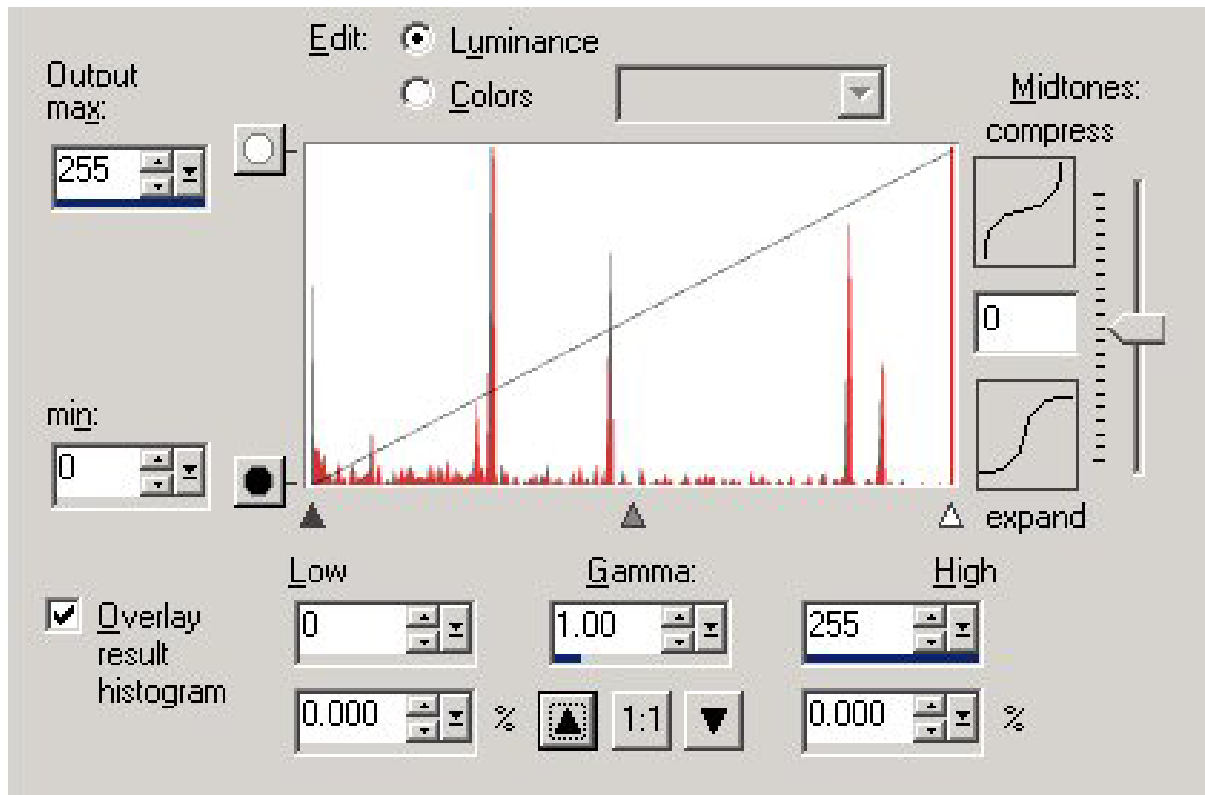 Edit:
Luminance
Colors
Output
max:
255
Midtones:
compress
0
min:
0
expand
Low
Gamma:
High
Overlay
result
histogram
0
1.00
255
0.000 %
1:1
0.000 %